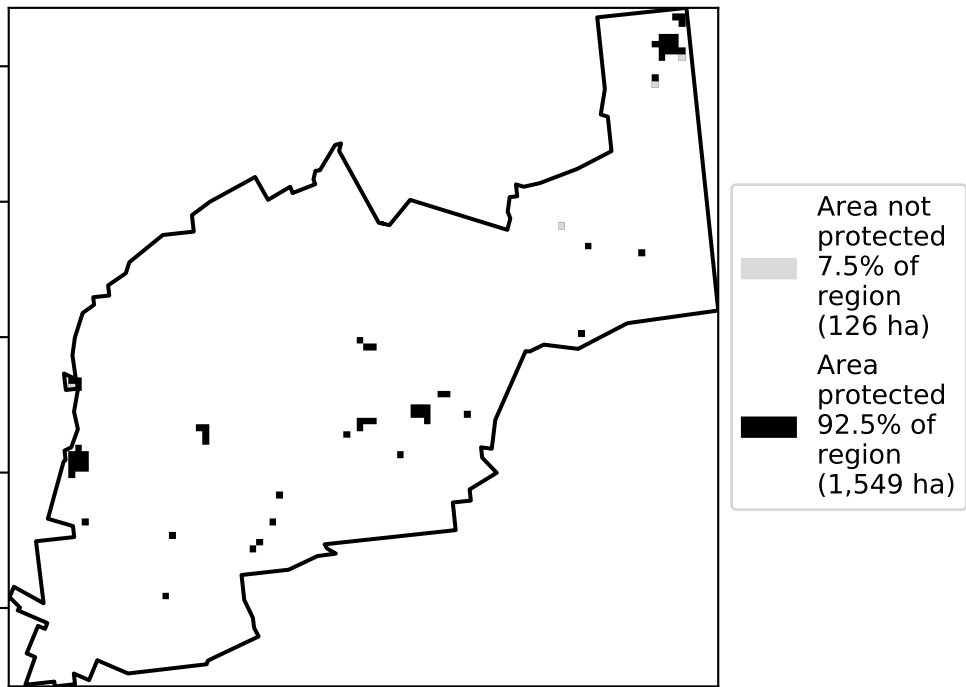 Area not
protected
7.5% of
region
(126 ha)
Area
protected
92.5% of
region
(1,549 ha)